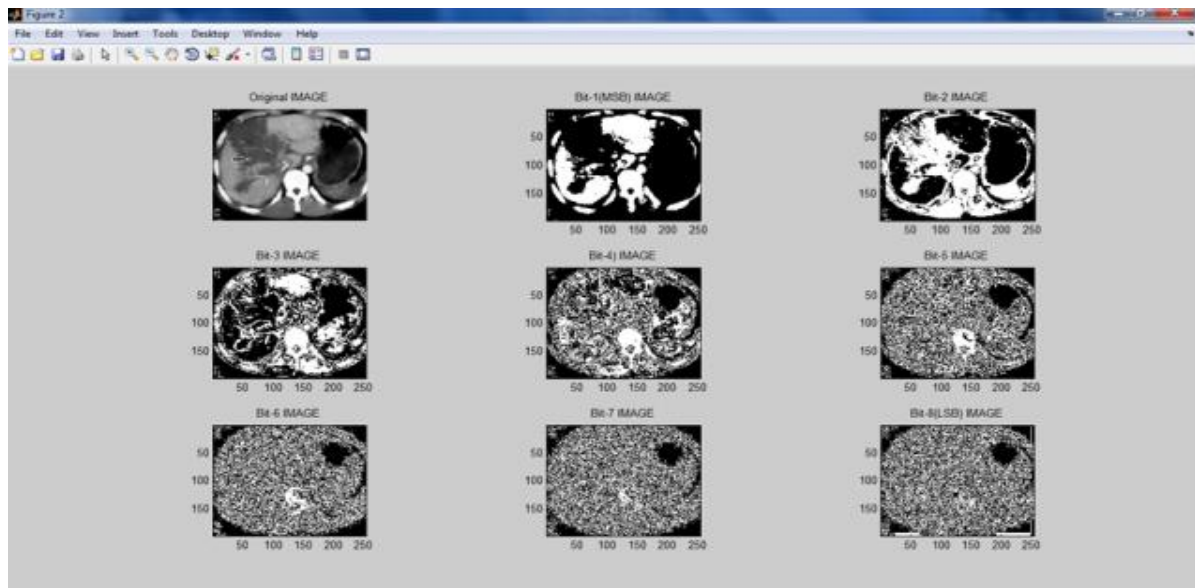 Figure 2
File Edit View Insert Tools Desktop Window Help
Original IMAGE
Bit-1(MSB) IMAGE
50
100
150
50 100 150 200 250
Bit-2 IMAGE
50
100
150
50 100 150 200 250
Bit-3 IMAGE
50
100
150
50 100 150 200 250
Bit-4) IMAGE
50
100
150
50 100 150 200 250
Bit-5 IMAGE
50
100
150
50 100 150 200 250
Bit-6 IMAGE
50
100
150
50 100 150 200 250
Bit-7 IMAGE
50
100
150
50 100 150 200 250
Bit-8(LSB) IMAGE
50
100
150
50 100 150 200 250